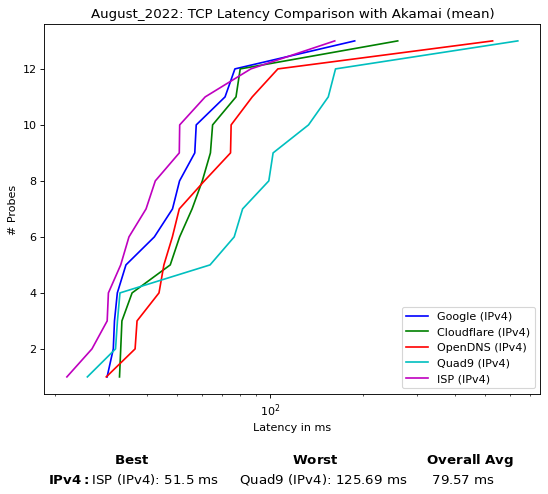 August_2022: TCP Latency Comparison with Akamai (mean)
# Probes
12
10
8
6
4
2
Google (IPv4)
Cloudflare (IPv4)
OpenDNS (IPv4)
Quad9 (IPv4)
ISP (IPv4)
10²
Latency in ms
Best Worst Overall Avg
IPv4: ISP (IPv4): 51.5 ms Quad9 (IPv4): 125.69 ms 79.57 ms